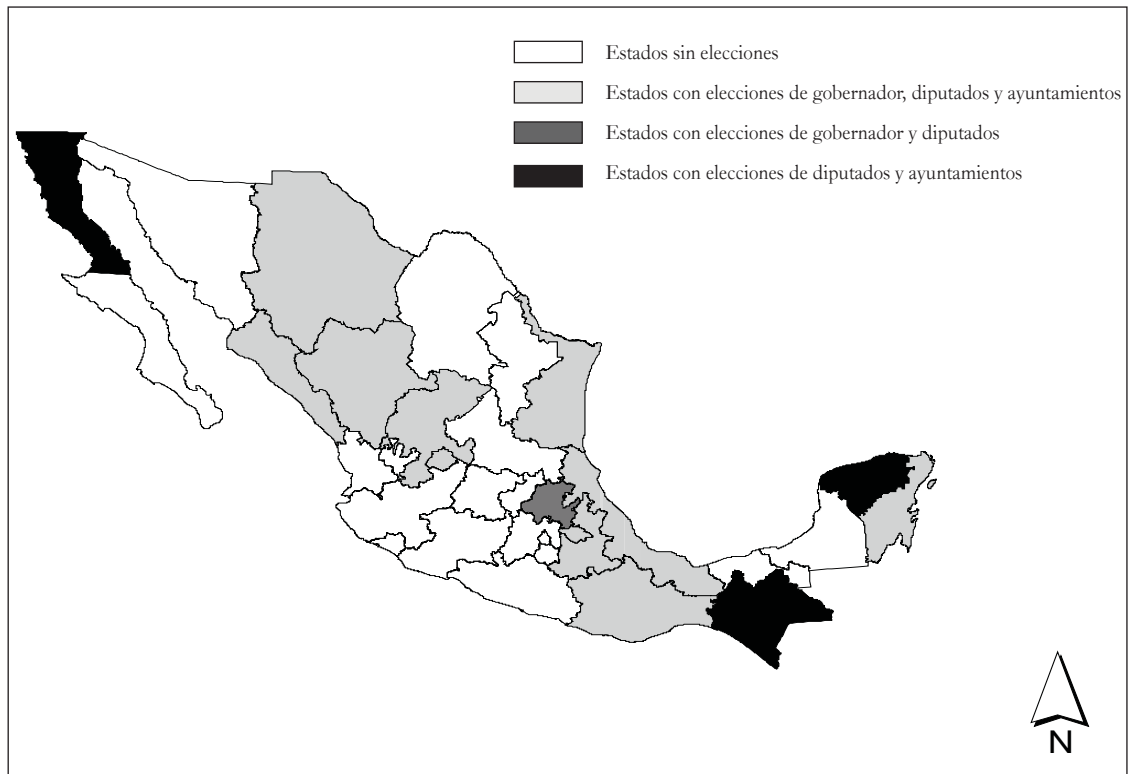 Estados sin elecciones
Estados con elecciones de gobernador, diputados y ayuntamientos
Estados con elecciones de gobernador y diputados
Estados con elecciones de diputados y ayuntamientos
N